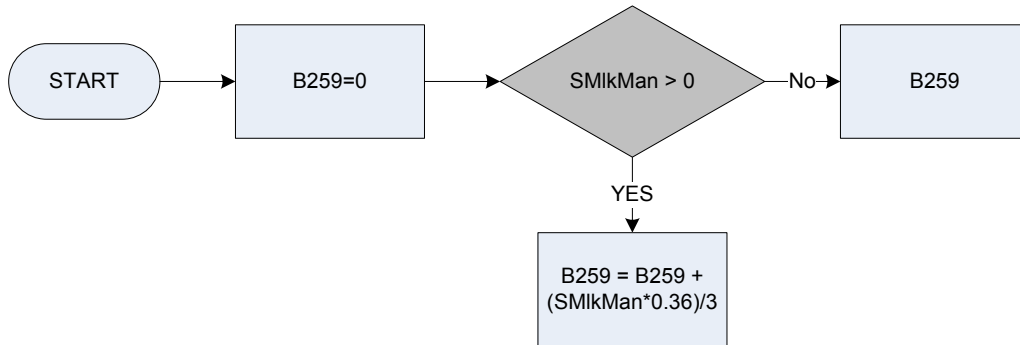 START
B259=0
SMlkMan > 0
No
B259
YES
B259 = B259 +
(SMlkMan*0.36)/3